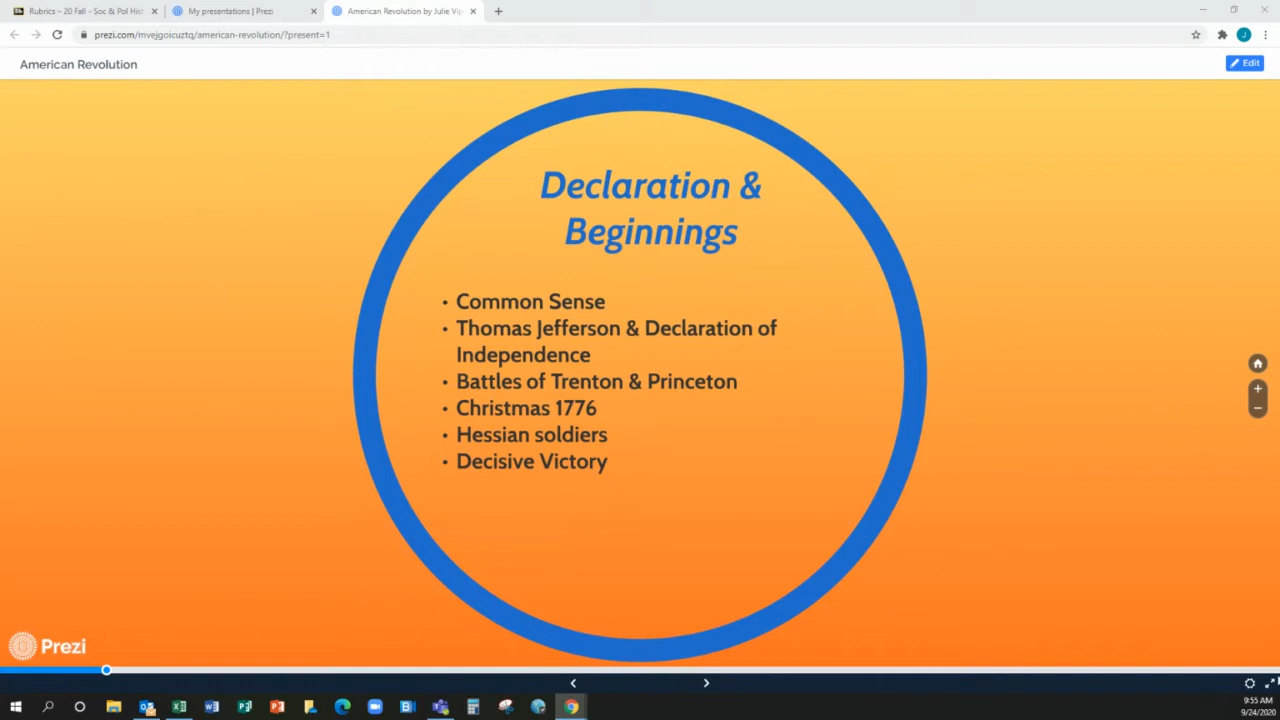 Rubrics – 20 Fall - Soc & Pol His
My presentations | Prezi
American Revolution by Julie Vip
prezi.com/mvejgoicuztq/american-revolution/?present=1
J
American Revolution
Edit
Declaration &
Beginnings
• Common Sense
• Thomas Jefferson & Declaration of
Independence
• Battles of Trenton & Princeton
• Christmas 1776
• Hessian soldiers
• Decisive Victory
Prezi
9:55 AM
9/24/2020